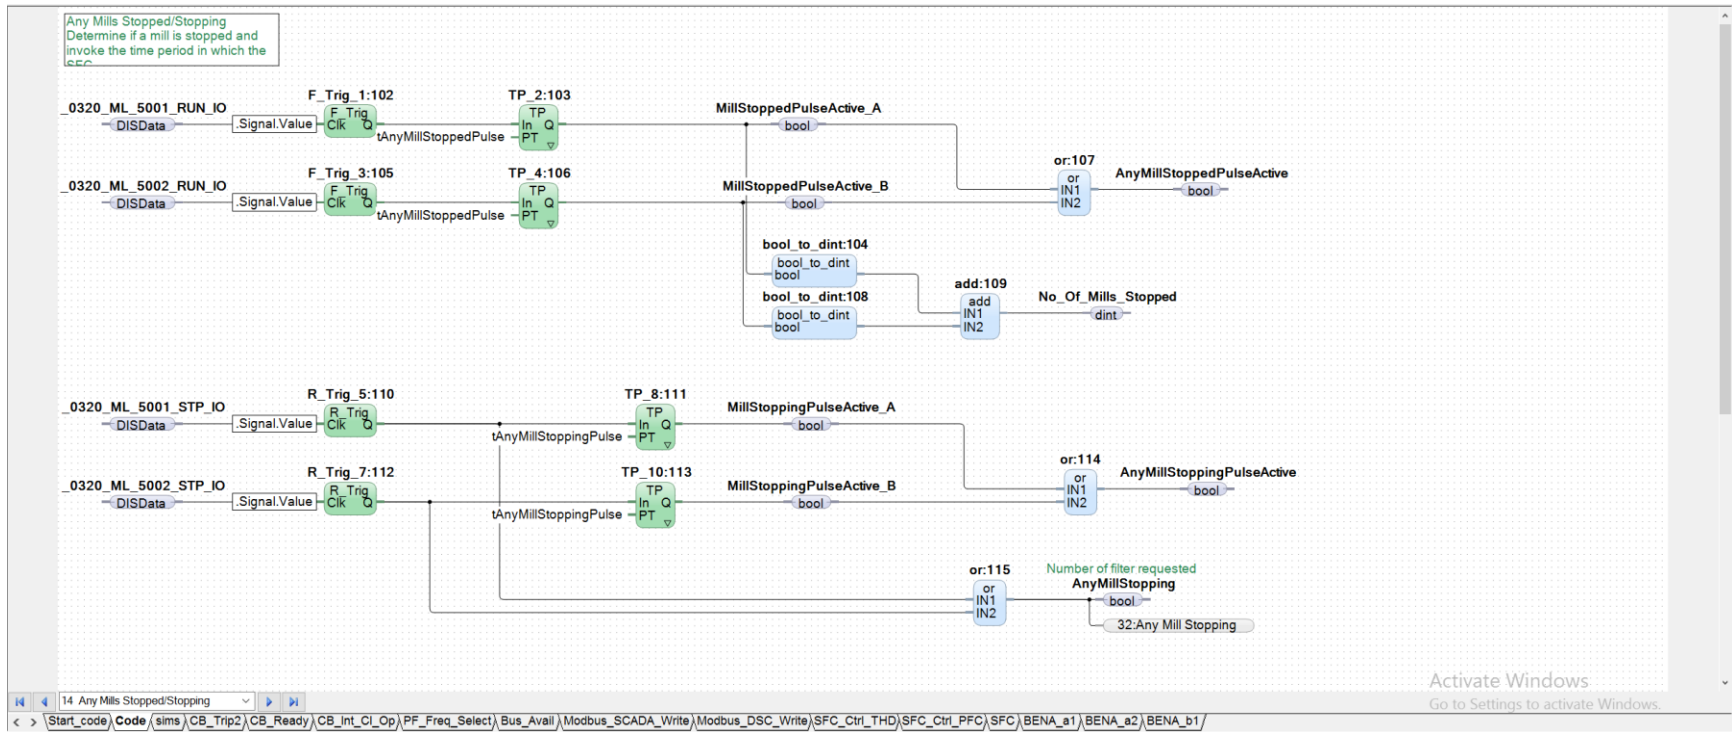 Any Mills Stopped/Stopping
Determine if a mill is stopped and
invoke the time period in which the
SFC
_0320_ML_5001_RUN_IO
DISData
.Signal.Value
F_Trig_1:102
F_Trig
Clk Q
TP_2:103
TP
In Q
tAnyMillStoppedPulse
PT
MillStoppedPulseActive_A
bool
_0320_ML_5002_RUN_IO
DISData
.Signal.Value
F_Trig_3:105
F_Trig
Clk Q
TP_4:106
TP
In Q
tAnyMillStoppedPulse
PT
MillStoppedPulseActive_B
bool
or:107
or
IN1
IN2
AnyMillStoppedPulseActive
bool
bool_to_dint:104
bool_to_dint
bool
bool_to_dint:108
bool_to_dint
bool
add:109
add
IN1
IN2
No_Of_Mills_Stopped
dint
_0320_ML_5001_STP_IO
DISData
.Signal.Value
R_Trig_5:110
R_Trig
Clk Q
TP_8:111
TP
In Q
tAnyMillStoppingPulse
PT
MillStoppingPulseActive_A
bool
_0320_ML_5002_STP_IO
DISData
.Signal.Value
R_Trig_7:112
R_Trig
Clk Q
TP_10:113
TP
In Q
tAnyMillStoppingPulse
PT
MillStoppingPulseActive_B
bool
or:114
or
IN1
IN2
AnyMillStoppingPulseActive
bool
or:115
or
IN1
IN2
Number of filter requested
AnyMillStopping
bool
32:Any Mill Stopping
Activate Windows
Go to Settings to activate Windows.
14 Any Mills Stopped/Stopping
Start_code Code sims CB_Trip2 CB_Ready CB_Int_Cl_Op PF_Freq_Select Bus_Avail Modbus_SCADA_Write Modbus_DSC_Write SFC_Ctrl_THD SFC_Ctrl_PFC SFC BENA_a1 BENA_a2 BENA_b1